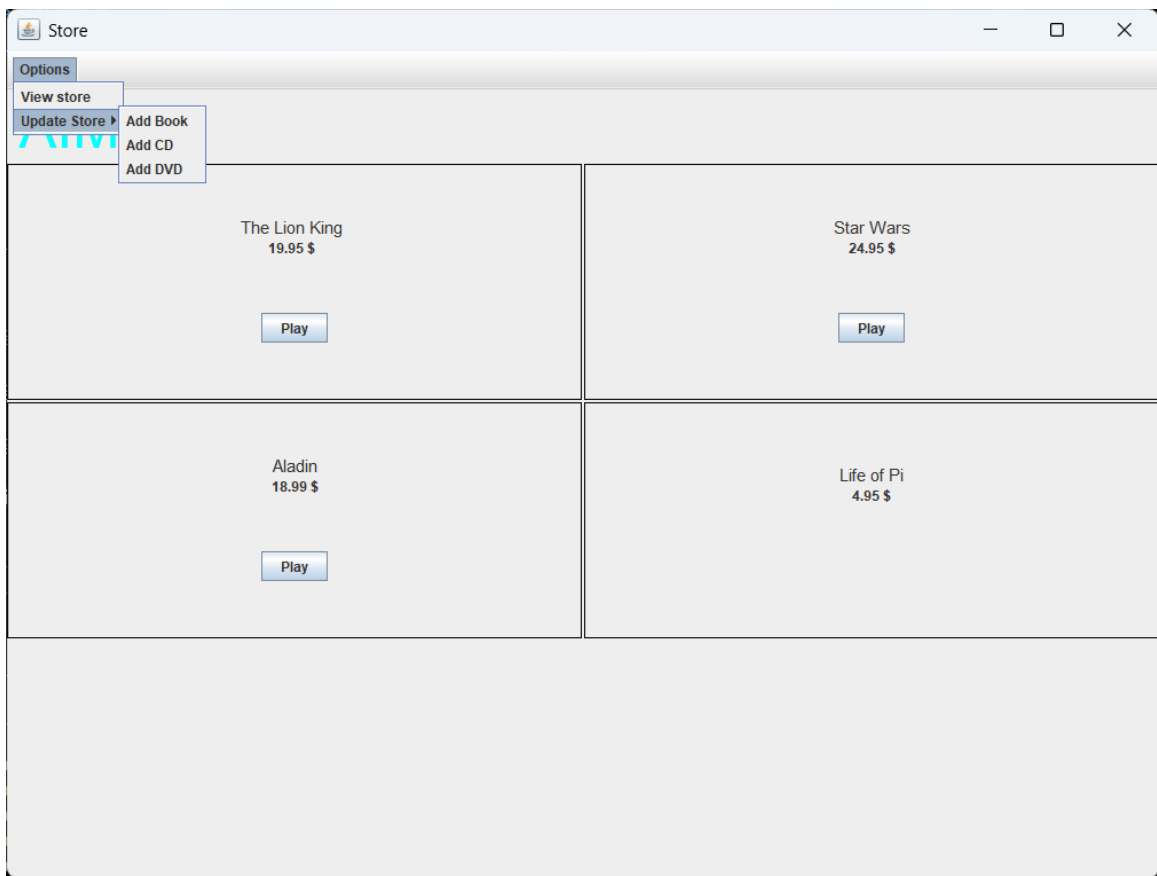 Store
Options
View store
Update Store
Add Book
Add CD
Add DVD
The Lion King
19.95 $
Play
Star Wars
24.95 $
Play
Aladin
18.99 $
Play
Life of Pi
4.95 $